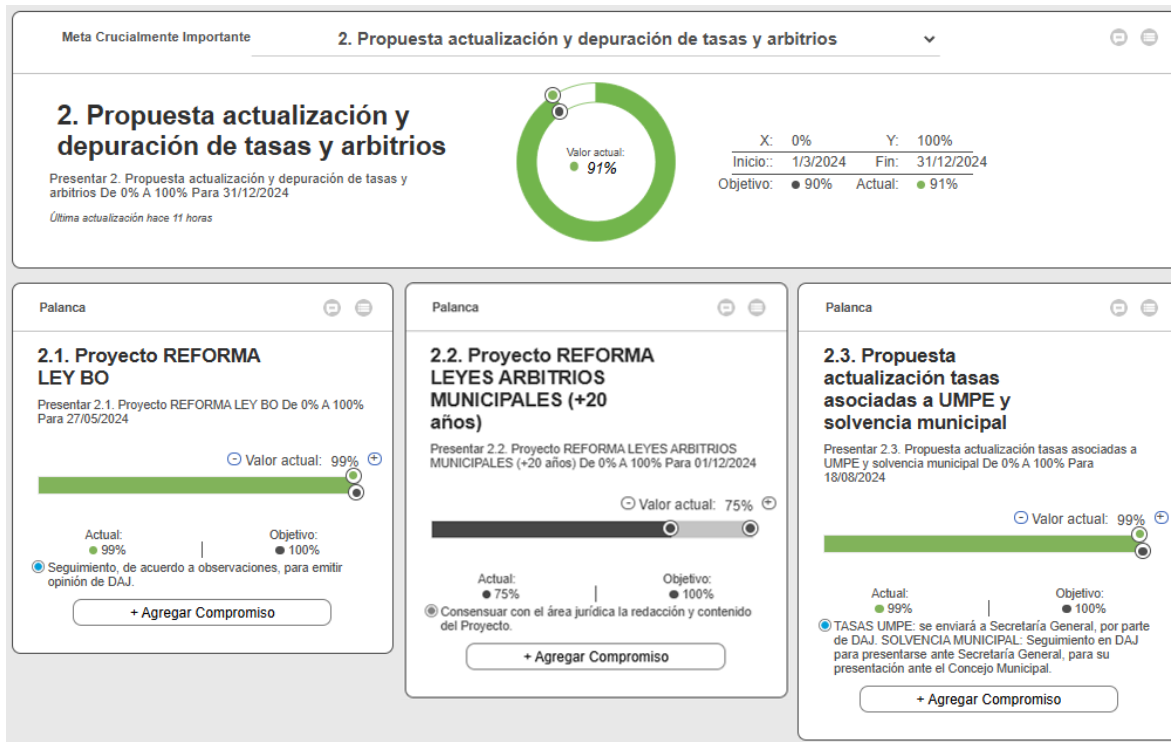 Meta Crucialmente Importante
2. Propuesta actualización y depuración de tasas y arbitrios
2. Propuesta actualización y
depuración de tasas y arbitrios
Presentar 2. Propuesta actualización y depuración de tasas y
arbitrios De 0% A 100% Para 31/12/2024
Última actualización hace 11 horas
Valor actual:
91%
X: 0% Y: 100%
Inicio:: 1/3/2024 Fin: 31/12/2024
Objetivo: 90% Actual: 91%
Palanca
2.1. Proyecto REFORMA
LEY BO
Presentar 2.1. Proyecto REFORMA LEY BO De 0% A 100%
Para 27/05/2024
Valor actual: 99%
Actual: Objetivo:
99% | 100%
Seguimiento, de acuerdo a observaciones, para emitir
opinión de DAJ.
+ Agregar Compromiso
Palanca
2.2. Proyecto REFORMA
LEYES ARBITRIOS
MUNICIPALES (+20
años)
Presentar 2.2. Proyecto REFORMA LEYES ARBITRIOS
MUNICIPALES (+20 años) De 0% A 100% Para 01/12/2024
Valor actual: 75%
Actual: Objetivo:
75% | 100%
Consensuar con el área jurídica la redacción y contenido
del Proyecto.
+ Agregar Compromiso
Palanca
2.3. Propuesta
actualización tasas
asociadas a UMPE y
solvencia municipal
Presentar 2.3. Propuesta actualización tasas asociadas a
UMPE y solvencia municipal De 0% A 100% Para
18/08/2024
Valor actual: 99%
Actual: Objetivo:
99% | 100%
TASAS UMPE: se enviará a Secretaría General, por parte
de DAJ. SOLVENCIA MUNICIPAL: Seguimiento en DAJ
para presentarse ante Secretaría General, para su
presentación ante el Concejo Municipal.
+ Agregar Compromiso